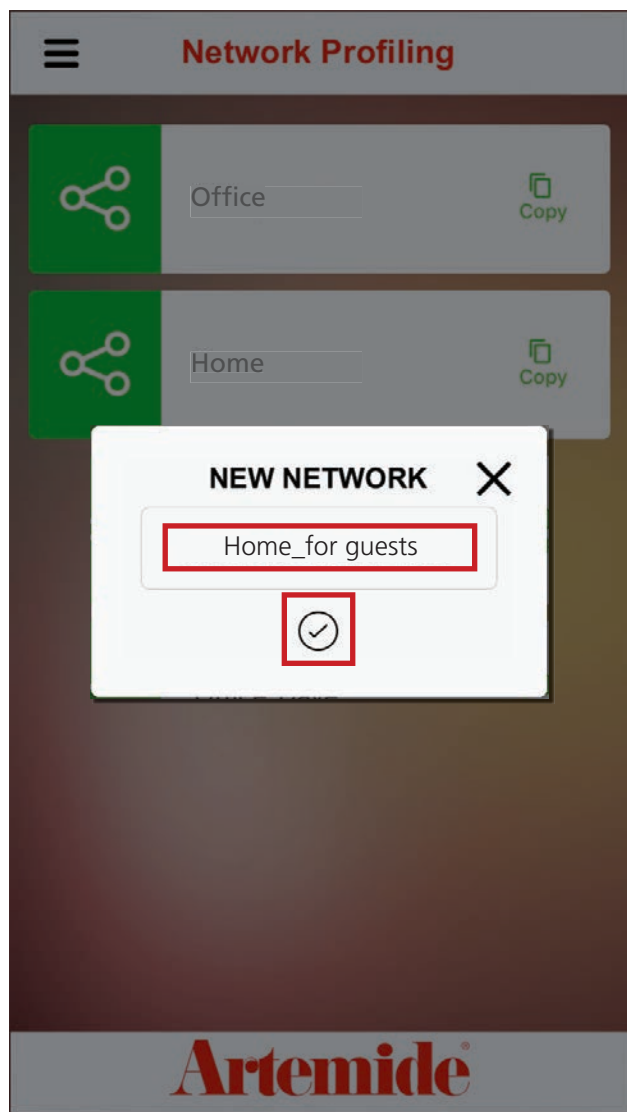 Network Profiling
Office
Copy
Home
Copy
NEW NETWORK
Home_for guests
Artemide®